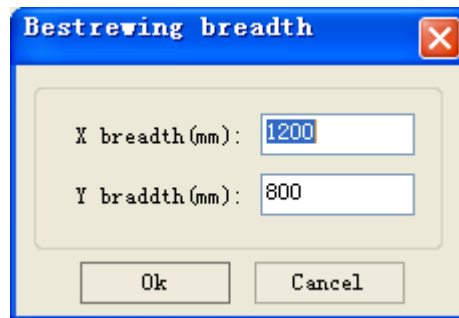 Bestrewing breadth
X breadth(mm): 1200
Y braddth(mm): 800
Ok Cancel